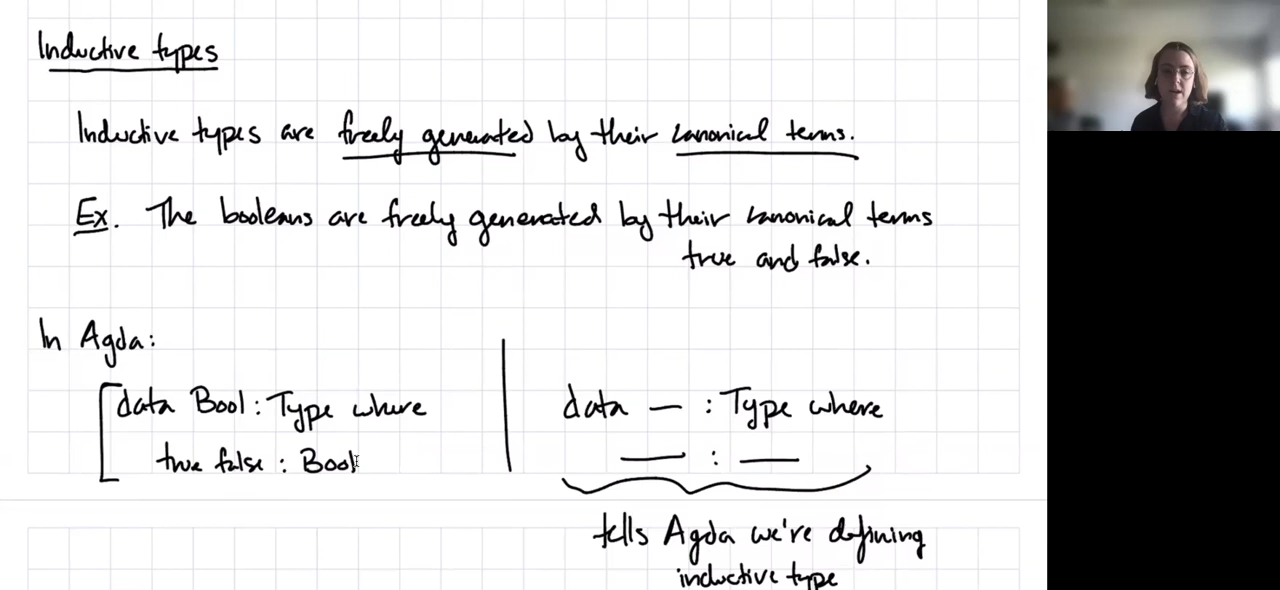 Inductive types
Inductive types are freely generated by their canonical terms.
Ex. The booleans are freely generated by their canonical terms
true and false.
In Agda:
data Bool : Type where
true false : Bool
data — : Type where
— : —
tells Agda we're defining
inductive type